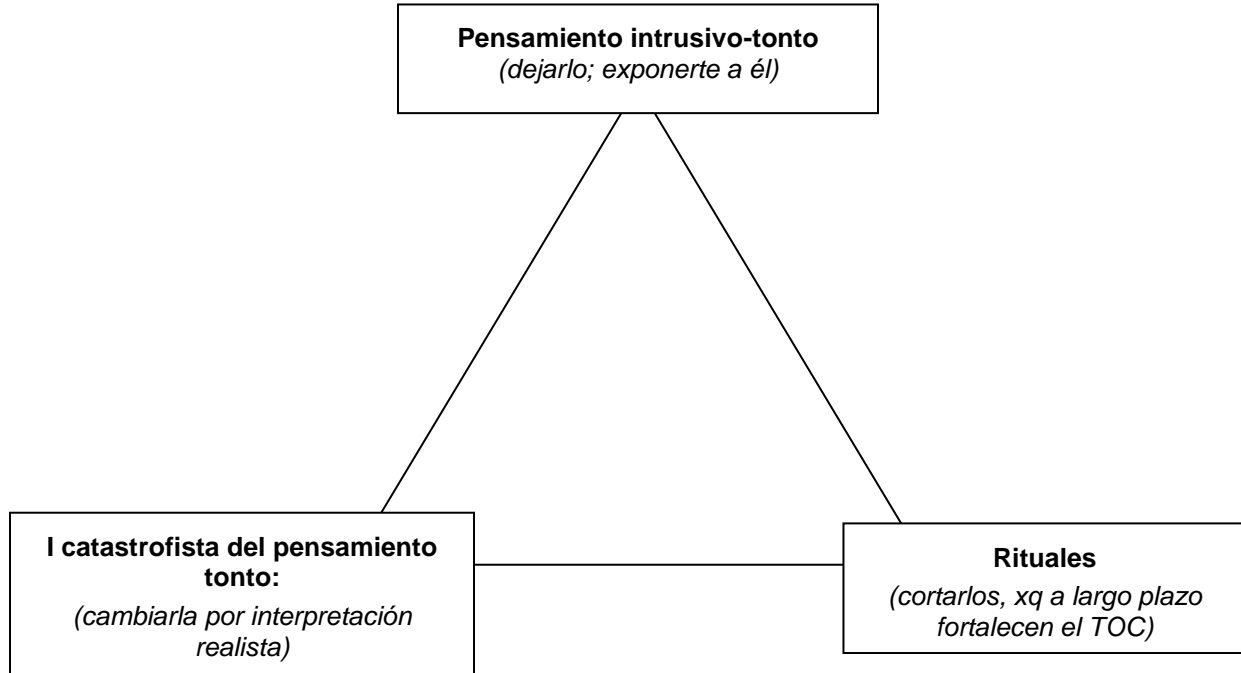 Pensamiento intrusivo-tonto
(dejarlo; exponerte a él)
I catastrofista del pensamiento
tonto:
(cambiarla por interpretación
realista)
Rituales
(cortarlos, xq a largo plazo
fortalecen el TOC)